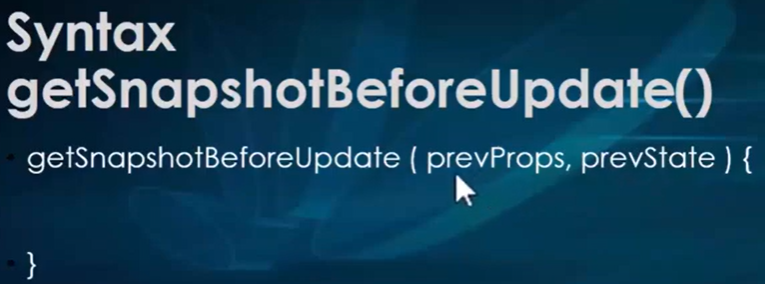 Syntax
getSnapshotBeforeUpdate()
• getSnapshotBeforeUpdate ( prevProps, prevState ) {
• }